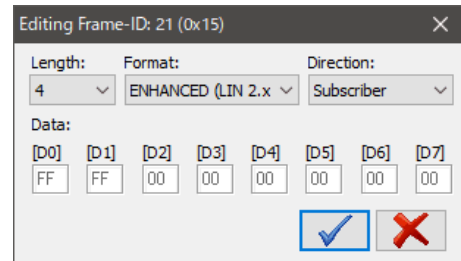 Editing Frame-ID: 21 (0x15)
Length: Format: Direction:
4 ENHANCED (LIN 2.x Subscriber
Data:
[D0] [D1] [D2] [D3] [D4] [D5] [D6] [D7]
FF FF 00 00 00 00 00 00